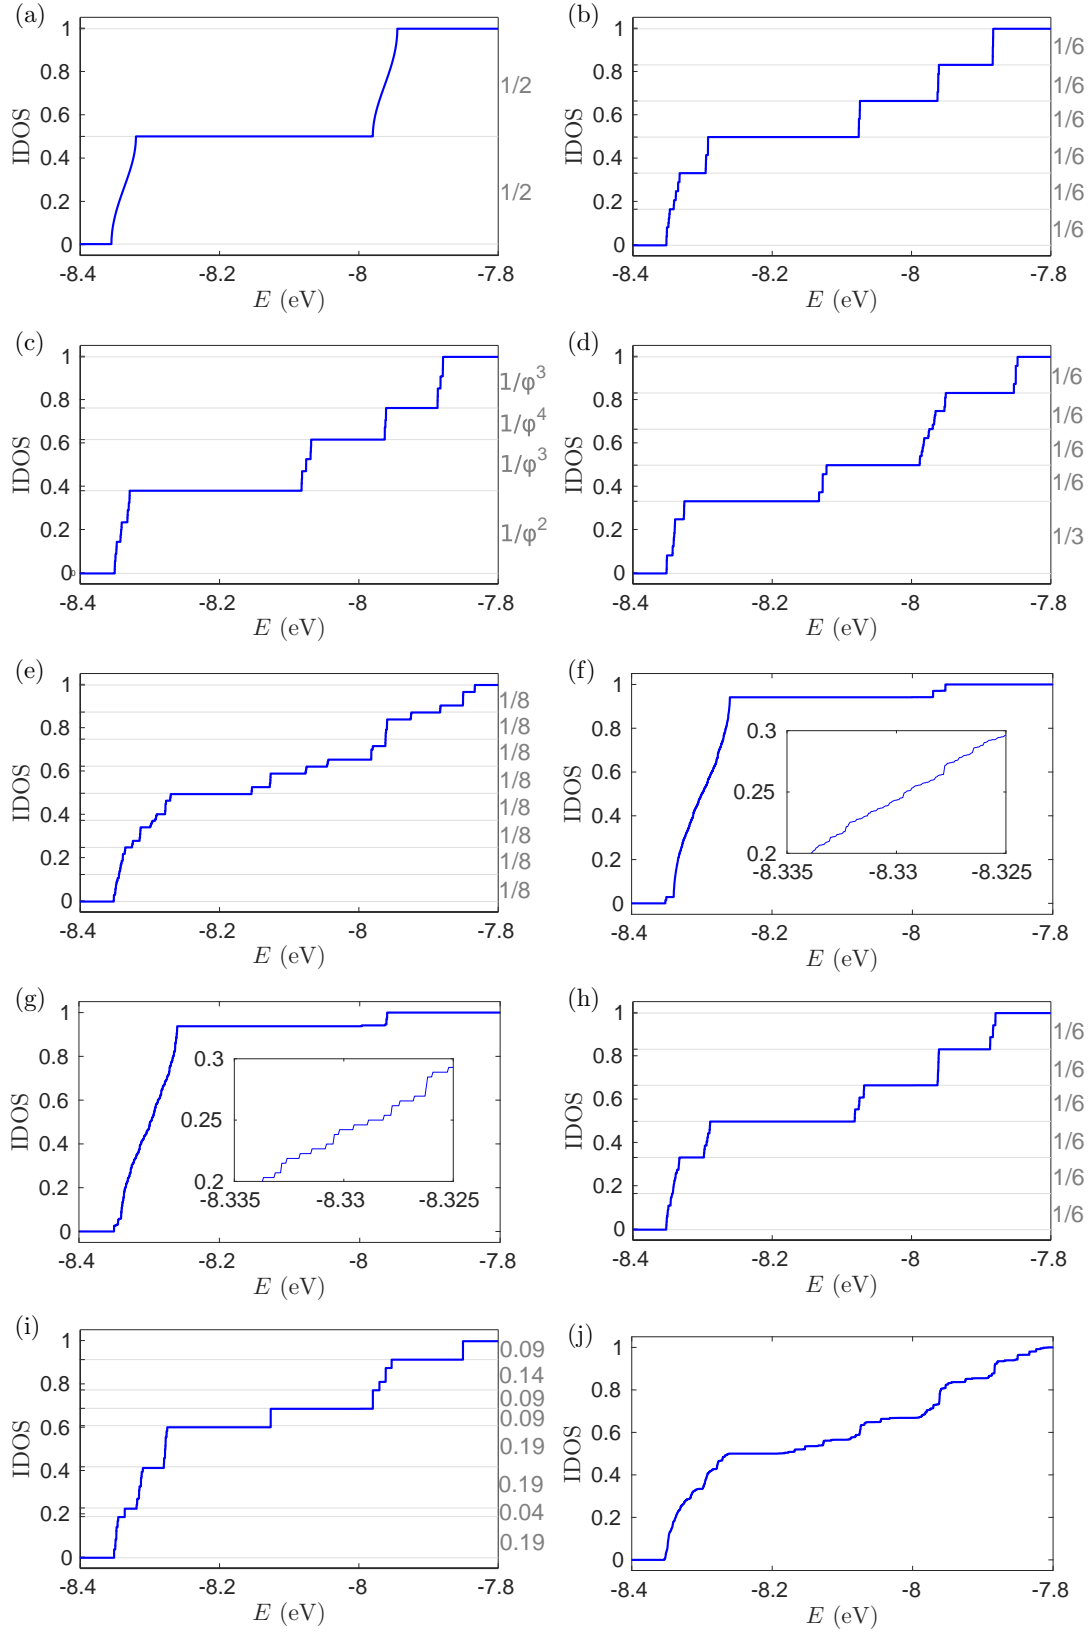 (a)
1
0.8
0.6
0.4
0.2
0
IDOS
1/2
1/2
-8.4 -8.2 -8 -7.8
E (eV)
(b)
1
0.8
0.6
0.4
0.2
0
IDOS
1/6
1/6
1/6
1/6
1/6
1/6
-8.4 -8.2 -8 -7.8
E (eV)
(c)
1
0.8
0.6
0.4
0.2
0
IDOS
1/φ³
1/φ⁴
1/φ³
1/φ²
-8.4 -8.2 -8 -7.8
E (eV)
(d)
1
0.8
0.6
0.4
0.2
0
IDOS
1/6
1/6
1/6
1/6
1/3
-8.4 -8.2 -8 -7.8
E (eV)
(e)
1
0.8
0.6
0.4
0.2
0
IDOS
1/8
1/8
1/8
1/8
1/8
1/8
1/8
1/8
-8.4 -8.2 -8 -7.8
E (eV)
(f)
1
0.8
0.6
0.4
0.2
0
IDOS
0.3
0.25
0.2
-8.335 -8.33 -8.325
-8.4 -8.2 -8 -7.8
E (eV)
(g)
1
0.8
0.6
0.4
0.2
0
IDOS
0.3
0.25
0.2
-8.335 -8.33 -8.325
-8.4 -8.2 -8 -7.8
E (eV)
(h)
1
0.8
0.6
0.4
0.2
0
IDOS
1/6
1/6
1/6
1/6
1/6
1/6
-8.4 -8.2 -8 -7.8
E (eV)
(i)
1
0.8
0.6
0.4
0.2
0
IDOS
0.09
0.14
0.09
0.09
0.19
0.19
0.04
0.19
-8.4 -8.2 -8 -7.8
E (eV)
(j)
1
0.8
0.6
0.4
0.2
0
IDOS
-8.4 -8.2 -8 -7.8
E (eV)